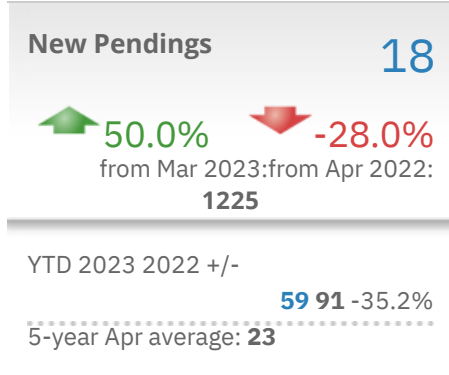 New Pendings
18
50.0% -28.0%
from Mar 2023:from Apr 2022:
1225
YTD 2023 2022 +/-
59 91 -35.2%
5-year Apr average: 23